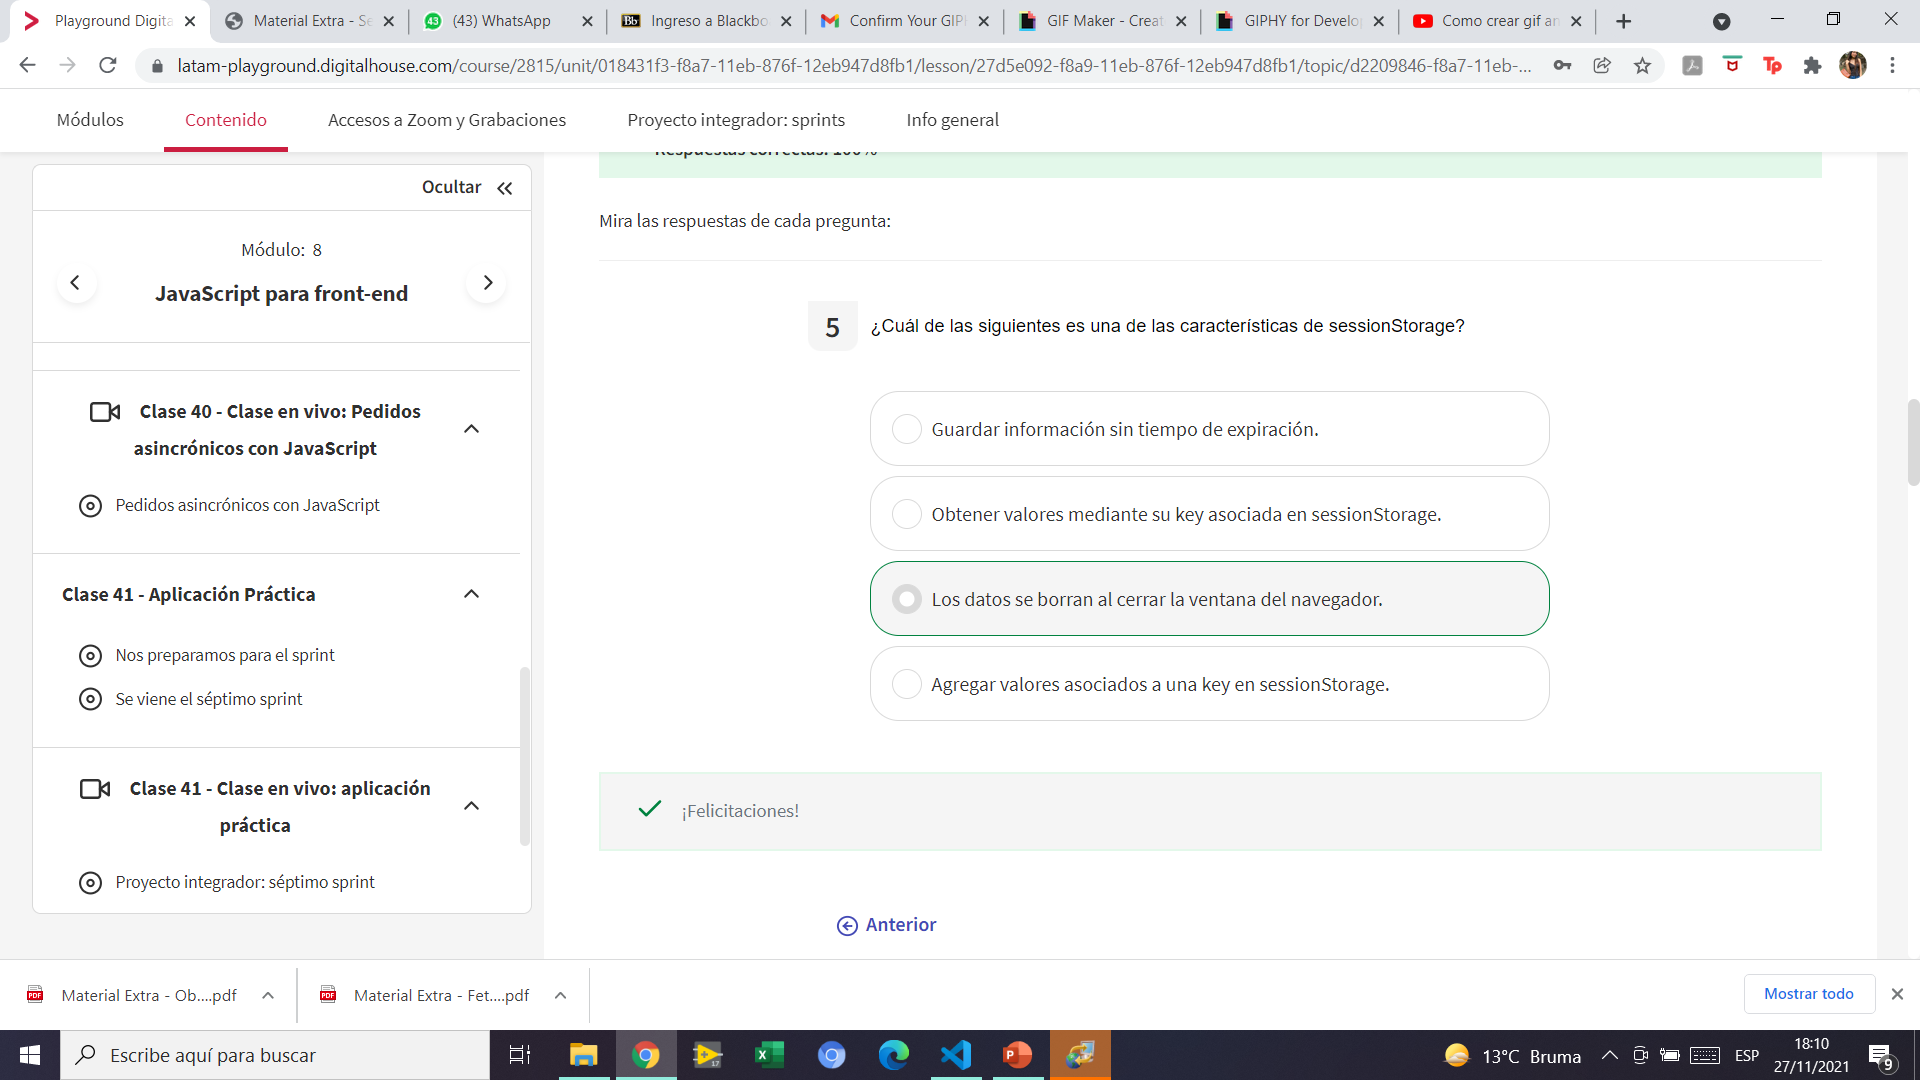 Playground Digita
Material Extra - Se
(43) WhatsApp
Ingreso a Blackbo
Confirm Your GIP
GIF Maker - Creat
GIPHY for Develo
Como crear gif an
latam-playground.digitalhouse.com/course/2815/unit/018431f3-f8a7-11eb-876f-12eb947d8fb1/lesson/27d5e092-f8a9-11eb-876f-12eb947d8fb1/topic/d2209846-f8a7-11eb-...
Módulos
Contenido
Accesos a Zoom y Grabaciones
Proyecto integrador: sprints
Info general
Respuestas correctas: 100%
Ocultar
Módulo: 8
JavaScript para front-end
Clase 40 - Clase en vivo: Pedidos
asincrónicos con JavaScript
Pedidos asincrónicos con JavaScript
Clase 41 - Aplicación Práctica
Nos preparamos para el sprint
Se viene el séptimo sprint
Clase 41 - Clase en vivo: aplicación
práctica
Proyecto integrador: séptimo sprint
Mira las respuestas de cada pregunta:
5 ¿Cuál de las siguientes es una de las características de sessionStorage?
Guardar información sin tiempo de expiración.
Obtener valores mediante su key asociada en sessionStorage.
Los datos se borran al cerrar la ventana del navegador.
Agregar valores asociados a una key en sessionStorage.
¡Felicitaciones!
Anterior
Material Extra - Ob....pdf
Material Extra - Fet....pdf
Mostrar todo
Escribe aquí para buscar
13°C Bruma
ESP
18:10
27/11/2021
9